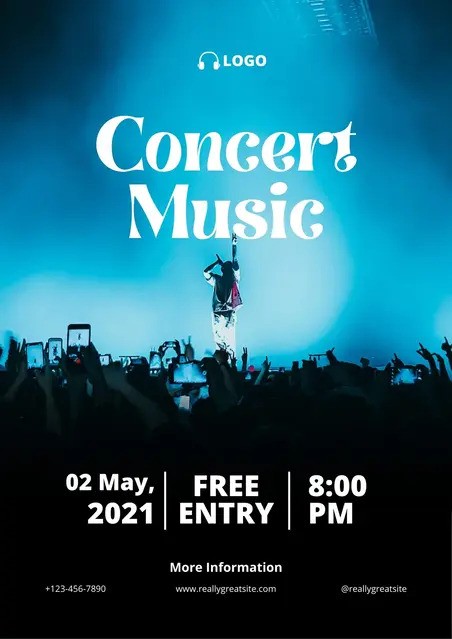 LOGO
Concert
Music
02 May,
2021
FREE
ENTRY
8:00
PM
More Information
+123-456-7890
www.reallygreatsite.com
@reallygreatsite